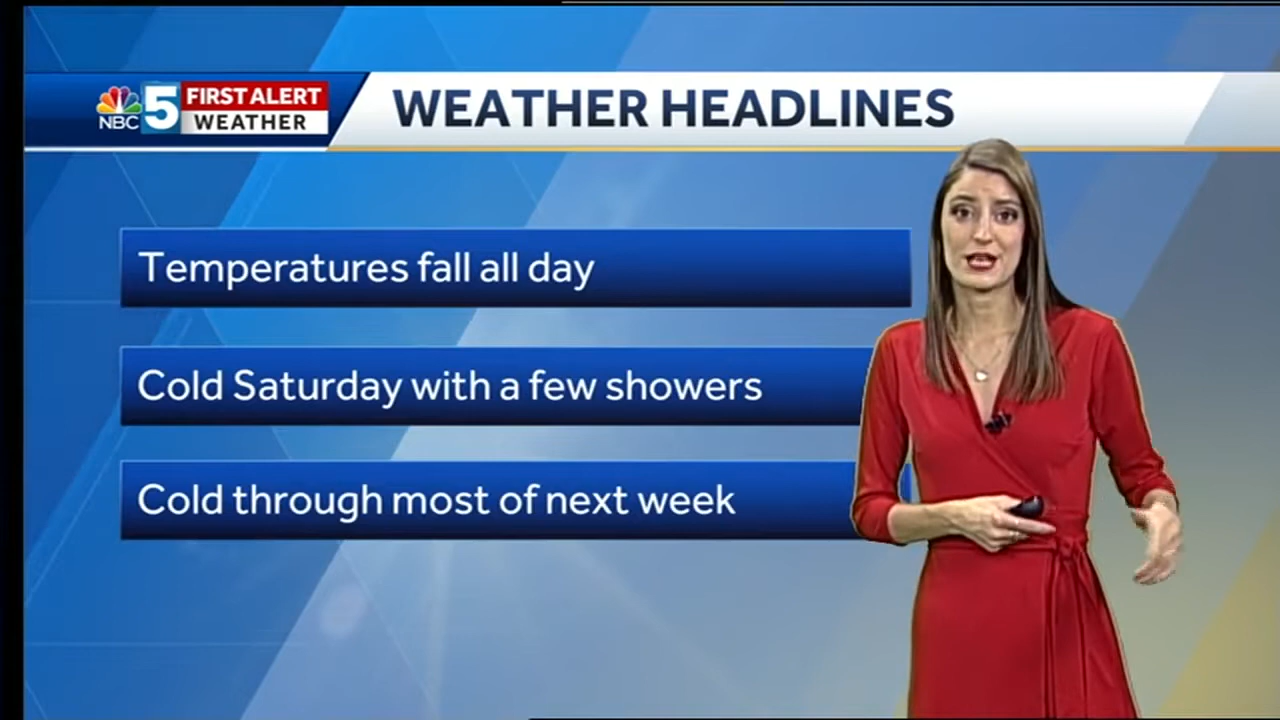 NBC 5 FIRST ALERT
WEATHER
WEATHER HEADLINES
Temperatures fall all day
Cold Saturday with a few showers
Cold through most of next week